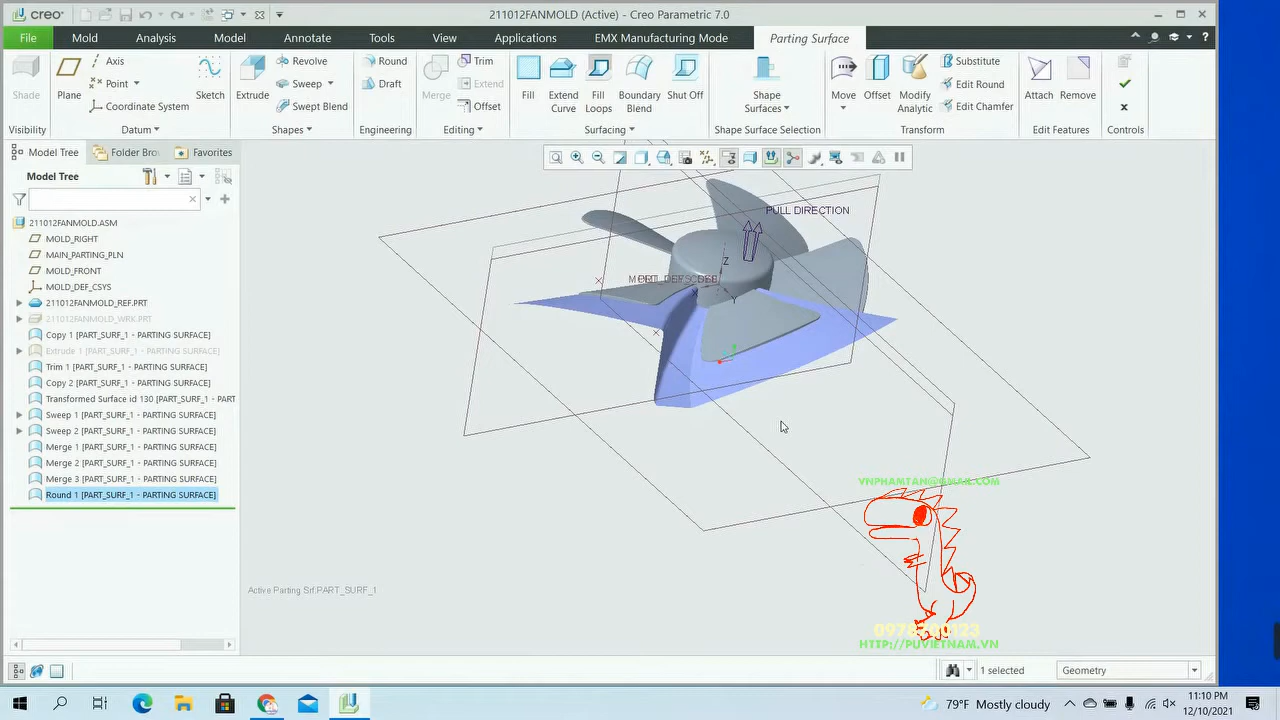 creo
211012FANMOLD (Active) - Creo Parametric 7.0
File
Mold
Analysis
Model
Annotate
Tools
View
Applications
EMX Manufacturing Mode
Parting Surface
Shade
Visibility
Plane
Axis
Point
Coordinate System
Sketch
Datum
Extrude
Revolve
Sweep
Swept Blend
Shapes
Round
Draft
Engineering
Merge
Trim
Extend
Offset
Editing
Fill
Extend
Curve
Fill
Loops
Boundary
Blend
Shut Off
Surfacing
Shape
Surfaces
Shape Surface Selection
Move
Offset
Modify
Analytic
Substitute
Edit Round
Edit Chamfer
Transform
Attach
Remove
Edit Features
Controls
Model Tree
Folder Bro
Favorites
Model Tree
211012FANMOLD.ASM
MOLD_RIGHT
MAIN_PARTING_PLN
MOLD_FRONT
MOLD_DEF_CSYS
211012FANMOLD_REF.PRT
211012FANMOLD_WRK.PRT
Copy 1 [PART_SURF_1 - PARTING SURFACE]
Extrude 1 [PART_SURF_1 - PARTING SURFACE]
Trim 1 [PART_SURF_1 - PARTING SURFACE]
Copy 2 [PART_SURF_1 - PARTING SURFACE]
Transformed Surface id 130 [PART_SURF_1 - PART
Sweep 1 [PART_SURF_1 - PARTING SURFACE]
Sweep 2 [PART_SURF_1 - PARTING SURFACE]
Merge 1 [PART_SURF_1 - PARTING SURFACE]
Merge 2 [PART_SURF_1 - PARTING SURFACE]
Merge 3 [PART_SURF_1 - PARTING SURFACE]
Round 1 [PART_SURF_1 - PARTING SURFACE]
PULL DIRECTION
Z
X
Y
VNPHAMTAN@GMAIL.COM
HTTP://PUVIETNAM.VN
Active Parting Srf:PART_SURF_1
1 selected
Geometry
79°F Mostly cloudy
11:10 PM
12/10/2021